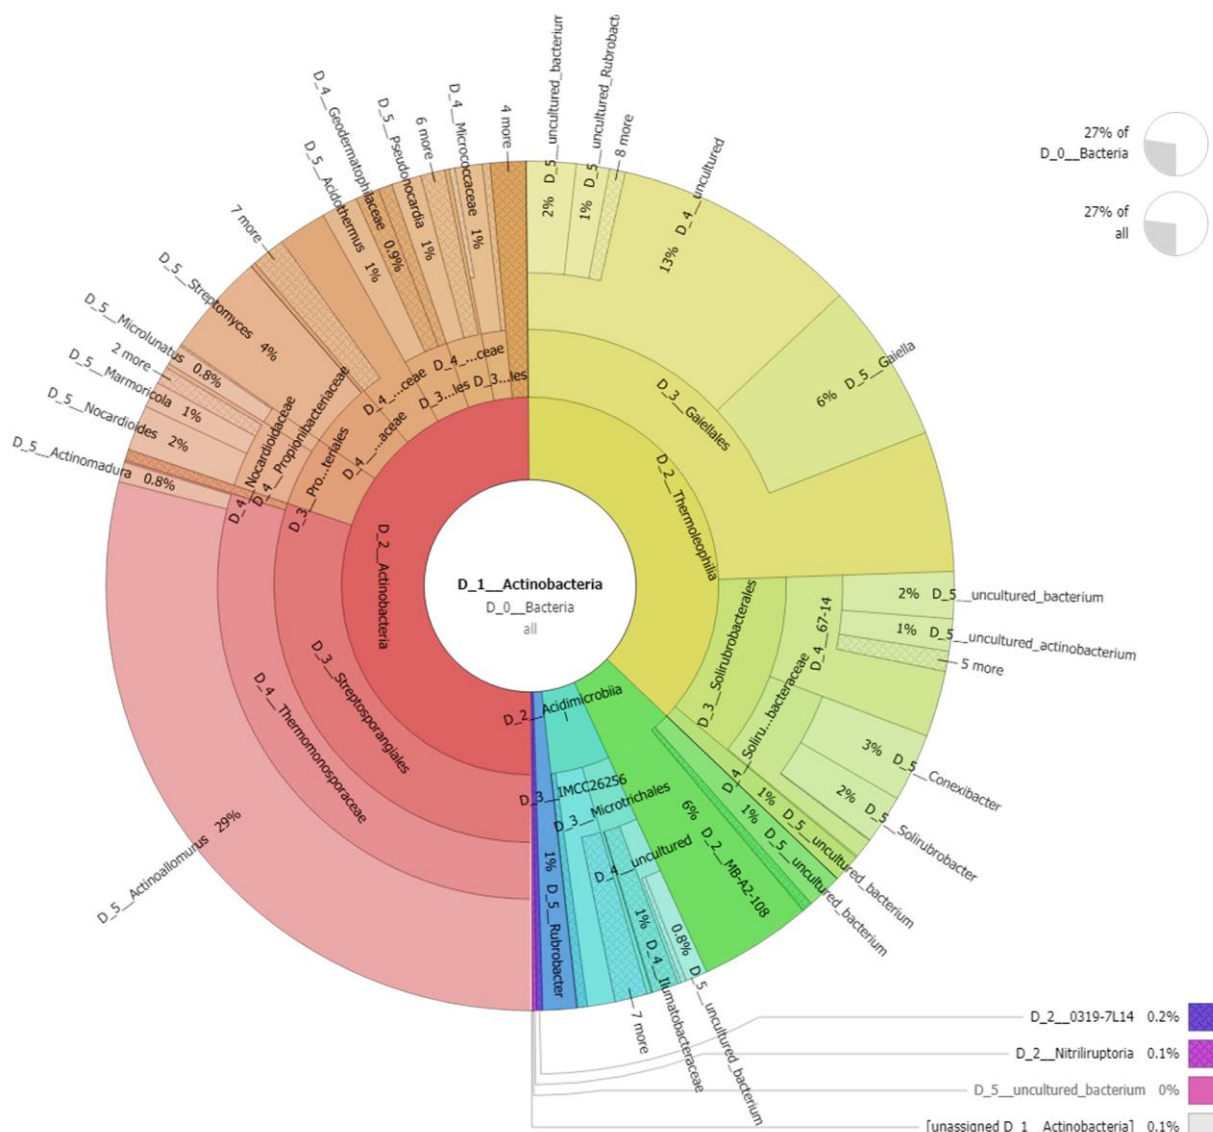 D_1__Actinobacteria
D_0__Bacteria
all
27% of
D_0__Bacteria
27% of
all
2% D_5__uncultured_bacterium
1% D_5__uncultured_Rubrobact
8 more
13% D_4__uncultured
D_3__Gaiellales
6% D_5__Gaiella
D_2__Thermoleophilia
D_3__Solirubrobacterales
D_4__67-14
2% D_5__uncultured_bacterium
1% D_5__uncultured_actinobacterium
5 more
D_4__Soliru...bacteraceae
3% D_5__Conexibacter
2% D_5__Solirubrobacter
1% D_5__uncultured_bacterium
1% D_5__uncultured_bacterium
6% D_2__MB-A2-108
D_2__Acidimicrobiia
D_3__IMCC26256
D_3__Microtrichales
D_4__uncultured
0.8% D_5__uncultured_bacterium
1% D_4__Ilumatobacteraceae
7 more
1% D_5__Rubrobacter
D_2__0319-7L14 0.2%
D_2__Nitriliruptoria 0.1%
D_5__uncultured_bacterium 0%
[unassigned D_1__Actinobacteria] 0.1%
D_2__Actinobacteria
D_3__Streptosporangiales
D_4__Thermomonosporaceae
D_5__Actinoallomurus 29%
D_5__Actinomadura 0.8%
D_5__Nocardioides 2%
D_5__Marmoricola 1%
2 more
D_5__Microlunatus 0.8%
D_4__Nocardioidaceae
D_4__Propionibacteriaceae
D_3__Pro...teriales
D_5__Streptomyces 4%
7 more
D_4__...aceae
D_4__...ceae
D_5__Acidothermus 1%
D_4__Geodermatophilaceae 0.9%
D_5__Pseudonocardia 1%
6 more
D_4__Micrococcaceae 1%
4 more
D_4_...ceae
D_3...les
D_3...les